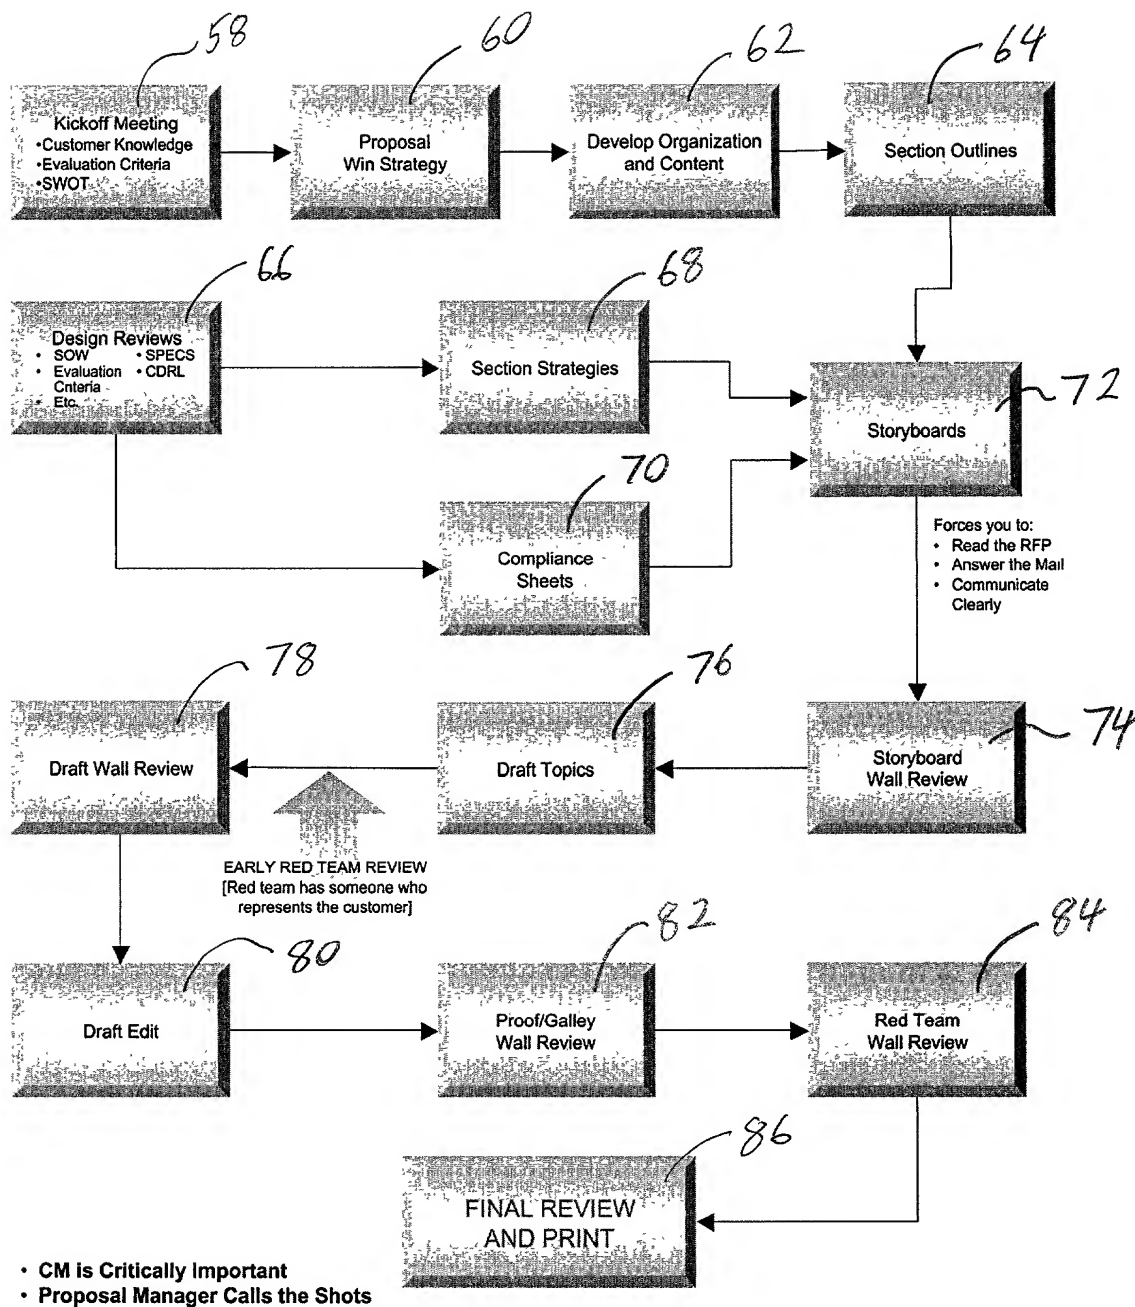 58
60
62
64
Kickoff Meeting
•Customer Knowledge
•Evaluation Criteria
•SWOT
Proposal
Win Strategy
Develop Organization
and Content
Section Outlines
66
68
Design Reviews
• SOW • SPECS
• Evaluation • CDRL
Criteria
• Etc.
Section Strategies
72
Storyboards
70
Compliance
Sheets
Forces you to:
• Read the RFP
• Answer the Mail
• Communicate
Clearly
78
76
74
Draft Wall Review
Draft Topics
Storyboard
Wall Review
EARLY RED TEAM REVIEW
[Red team has someone who
represents the customer]
80
82
84
Draft Edit
Proof/Galley
Wall Review
Red Team
Wall Review
86
FINAL REVIEW
AND PRINT
• CM is Critically Important
• Proposal Manager Calls the Shots